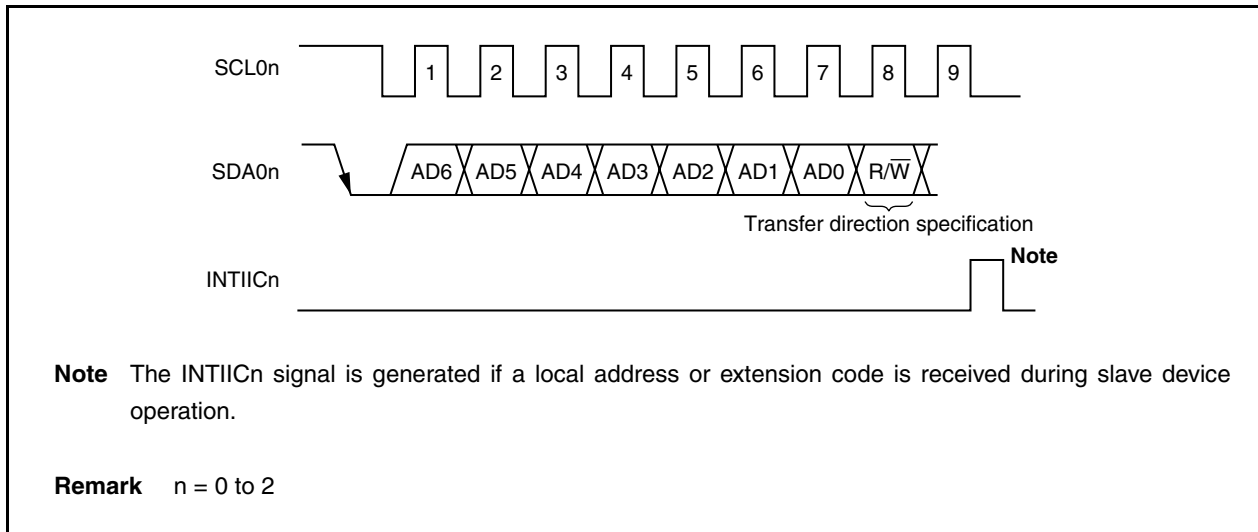 SCL0n 1 2 3 4 5 6 7 8 9
SDA0n AD6 AD5 AD4 AD3 AD2 AD1 AD0 R/W̅
Transfer direction specification
Note
INTIICn
Note The INTIICn signal is generated if a local address or extension code is received during slave device
operation.
Remark n = 0 to 2